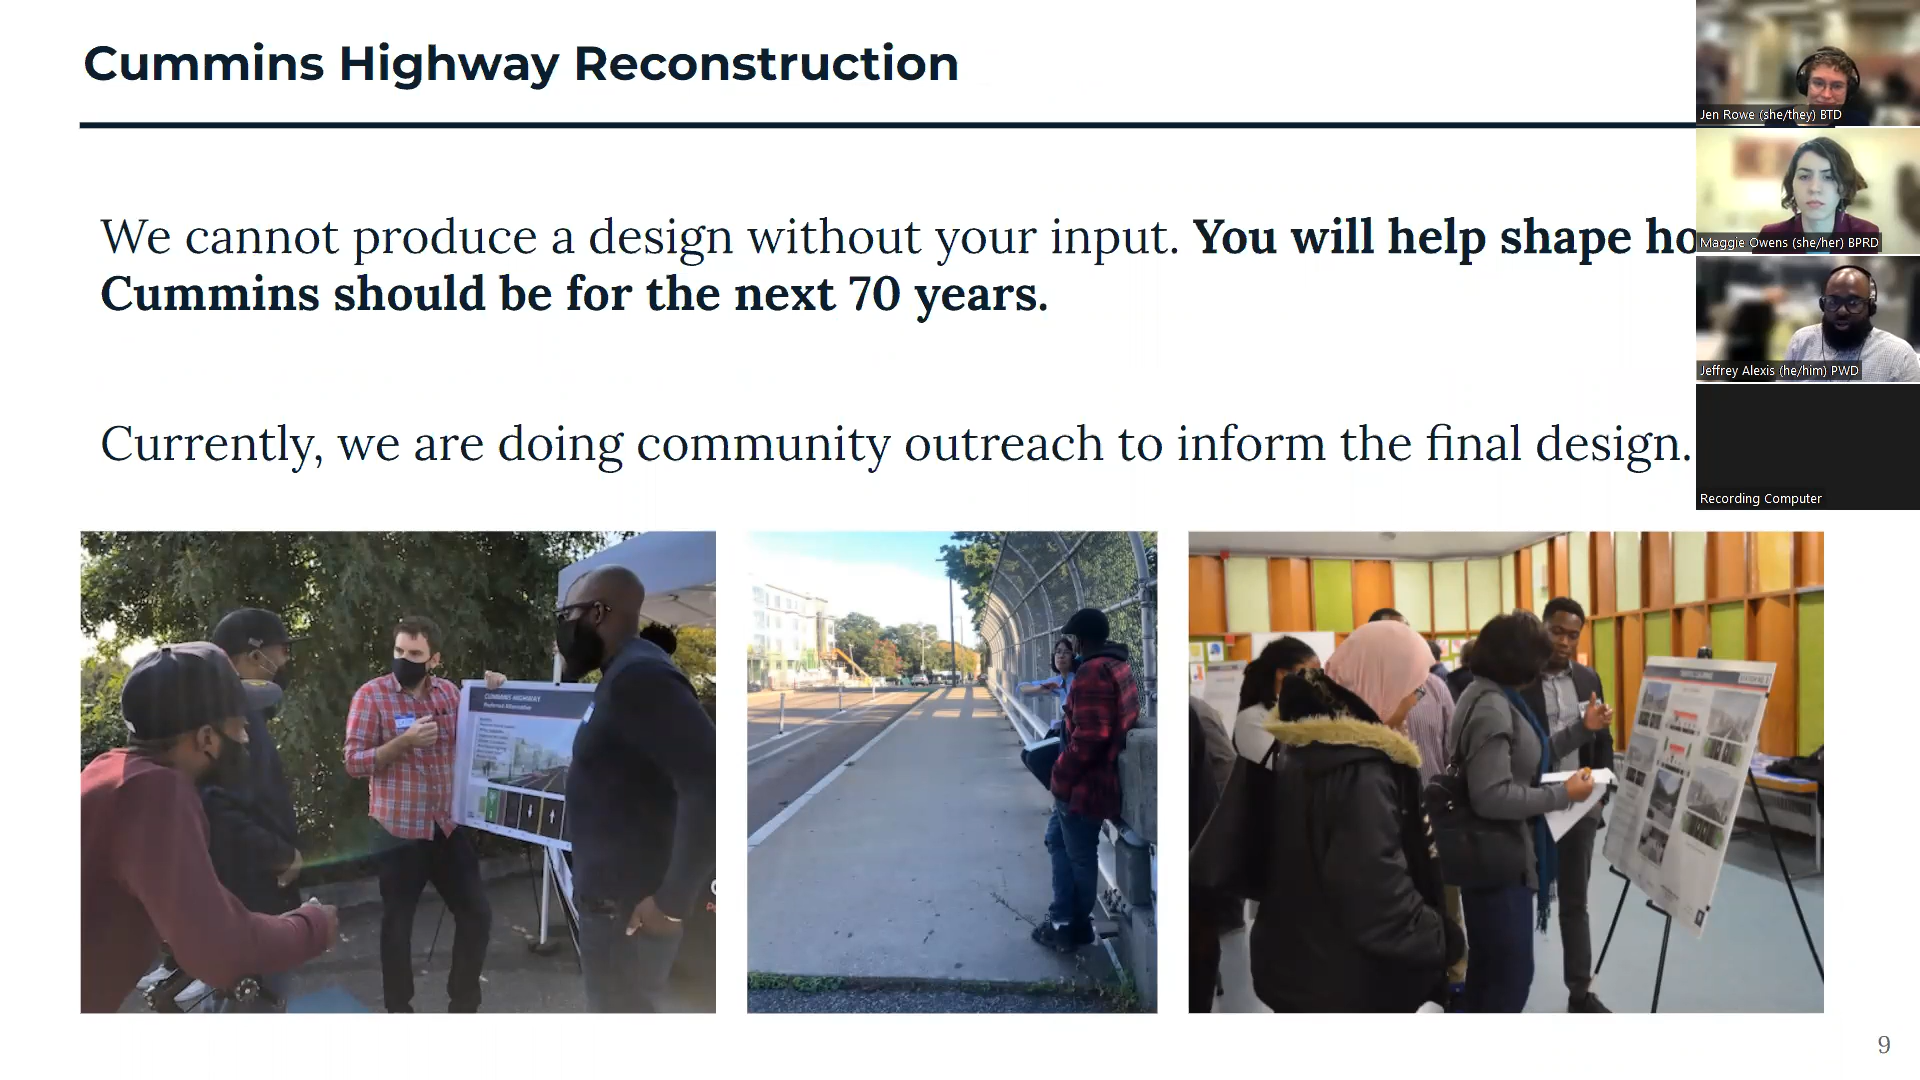 Cummins Highway Reconstruction
Jen Rowe (she/they) BTD
We cannot produce a design without your input. You will help shape ho
Maggie Owens (she/her) BPRD
Cummins should be for the next 70 years.
Jeffrey Alexis (he/him) PWD
Currently, we are doing community outreach to inform the final design.
Recording Computer
CUMMINS HIGHWAY
Preferred Alternative
9